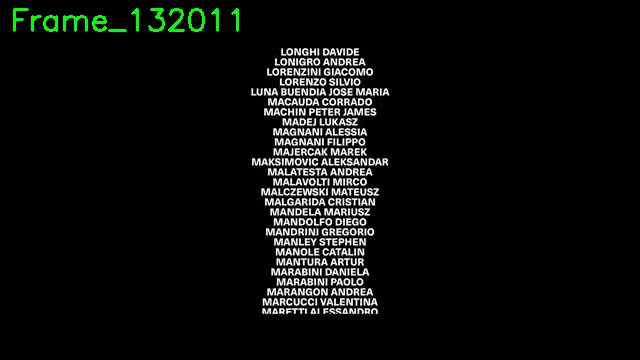 Frame_132011
LONGHI DAVIDE
LONIGRO ANDREA
LORENZINI GIACOMO
LORENZO SILVIO
LUNA BUENDIA JOSE MARIA
MACAUDA CORRADO
MACHIN PETER JAMES
MADEJ LUKASZ
MAGNANI ALESSIA
MAGNANI FILIPPO
MAJERCAK MAREK
MAKSIMOVIC ALEKSANDAR
MALATESTA ANDREA
MALAVOLTI MIRCO
MALCZEWSKI MATEUSZ
MALGARIDA CRISTIAN
MANDELA MARIUSZ
MANDOLFO DIEGO
MANDRINI GREGORIO
MANLEY STEPHEN
MANOLE CATALIN
MANTURA ARTUR
MARABINI DANIELA
MARABINI PAOLO
MARANGON ANDREA
MARCUCCI VALENTINA
MARETTI ALESSANDRO